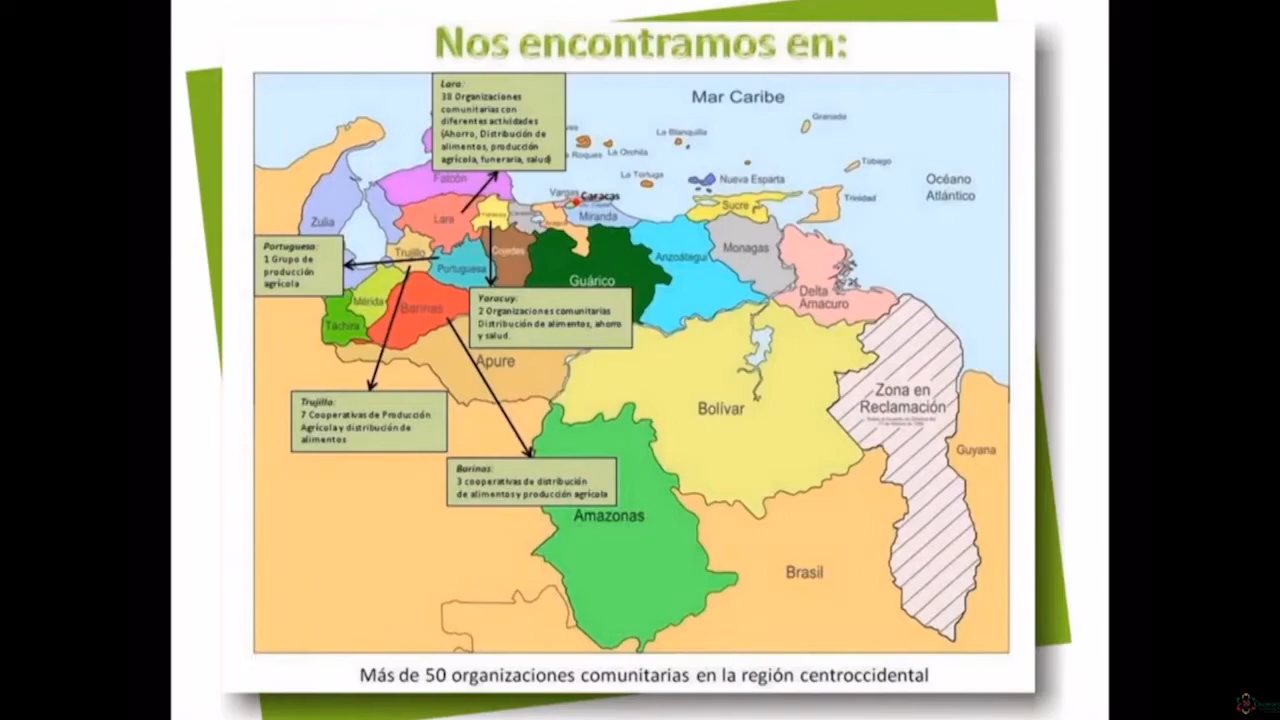 Nos encontramos en:
Lara:
38 Organizaciones
comunitarias con
diferentes actividades
(Ahorro, Distribución de
alimentos, producción
agrícola, funeraria, salud)
Mar Caribe
Granada
La Blanquilla
Roques
La Orchila
Tobago
La Tortuga
Nueva Esparta
Océano
Atlántico
Trinidad
Falcón
Vargas
Caracas
Sucre
Zulia
Lara
Miranda
Portuguesa:
1 Grupo de
producción
agrícola
Trujillo
Portuguesa
Cojedes
Guárico
Anzoátegui
Monagas
Delta
Amacuro
Mérida
Barinas
Táchira
Yaracuy:
2 Organizaciones comunitarias
Distribución de alimentos, ahorro
y salud.
Apure
Bolívar
Zona en
Reclamación
Guyana
Trujillo:
7 Cooperativas de Producción
Agrícola y distribución de
alimentos
Barinas:
3 cooperativas de distribución
de alimentos y producción agrícola
Amazonas
Brasil
Más de 50 organizaciones comunitarias en la región centroccidental